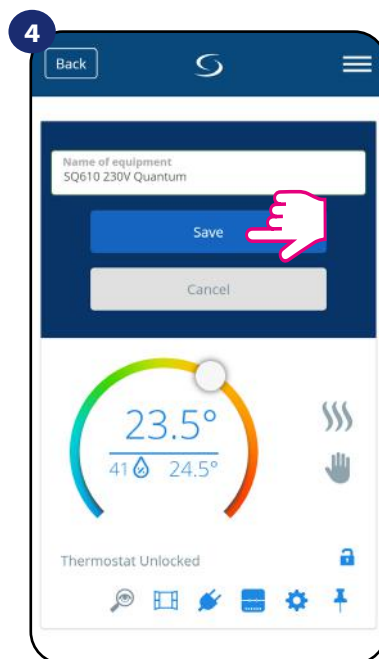 4
Back
Name of equipment
SQ610 230V Quantum
Save
Cancel
23.5°
41 % 24.5°
Thermostat Unlocked